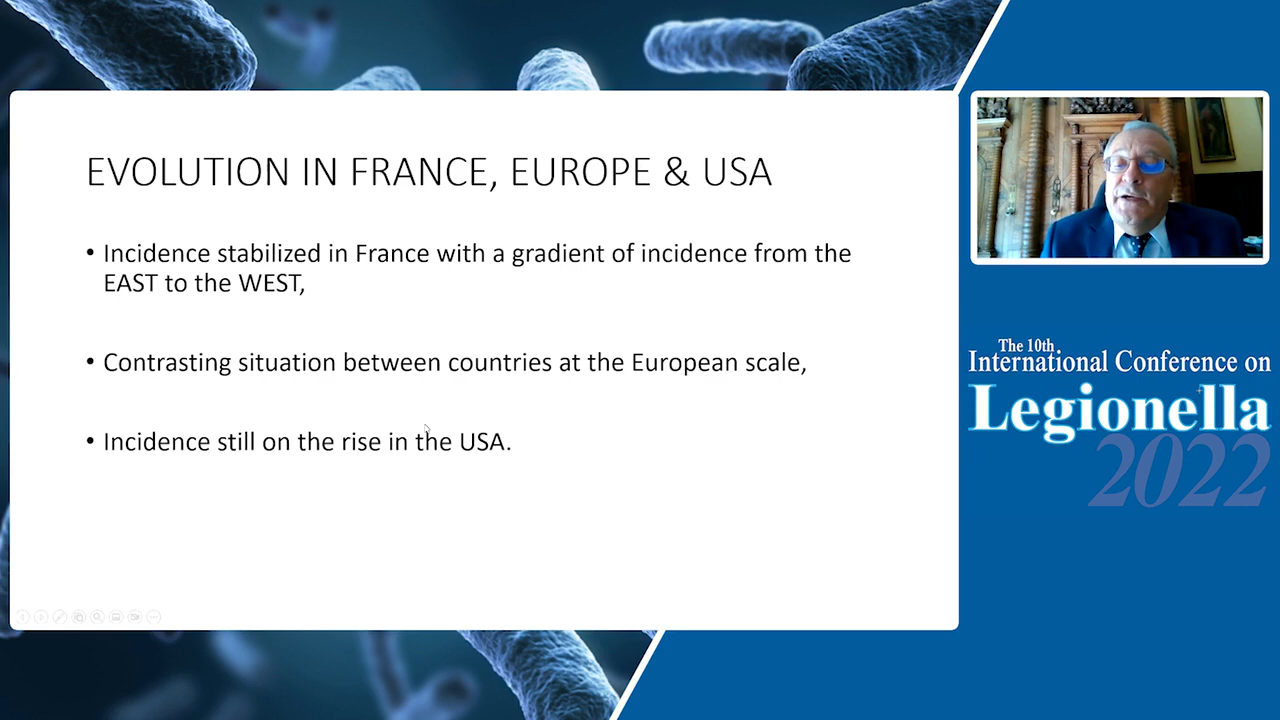 EVOLUTION IN FRANCE, EUROPE & USA
• Incidence stabilized in France with a gradient of incidence from the
EAST to the WEST,
• Contrasting situation between countries at the European scale,
• Incidence still on the rise in the USA.
The 10th
International Conference on
Legionella
2022